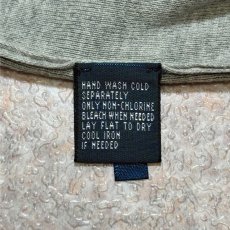 HAND WASH COLD
SEPARATELY
ONLY NON-CHLORINE
BLEACH WHEN NEEDED
LAY FLAT TO DRY
COOL IRON
IF NEEDED